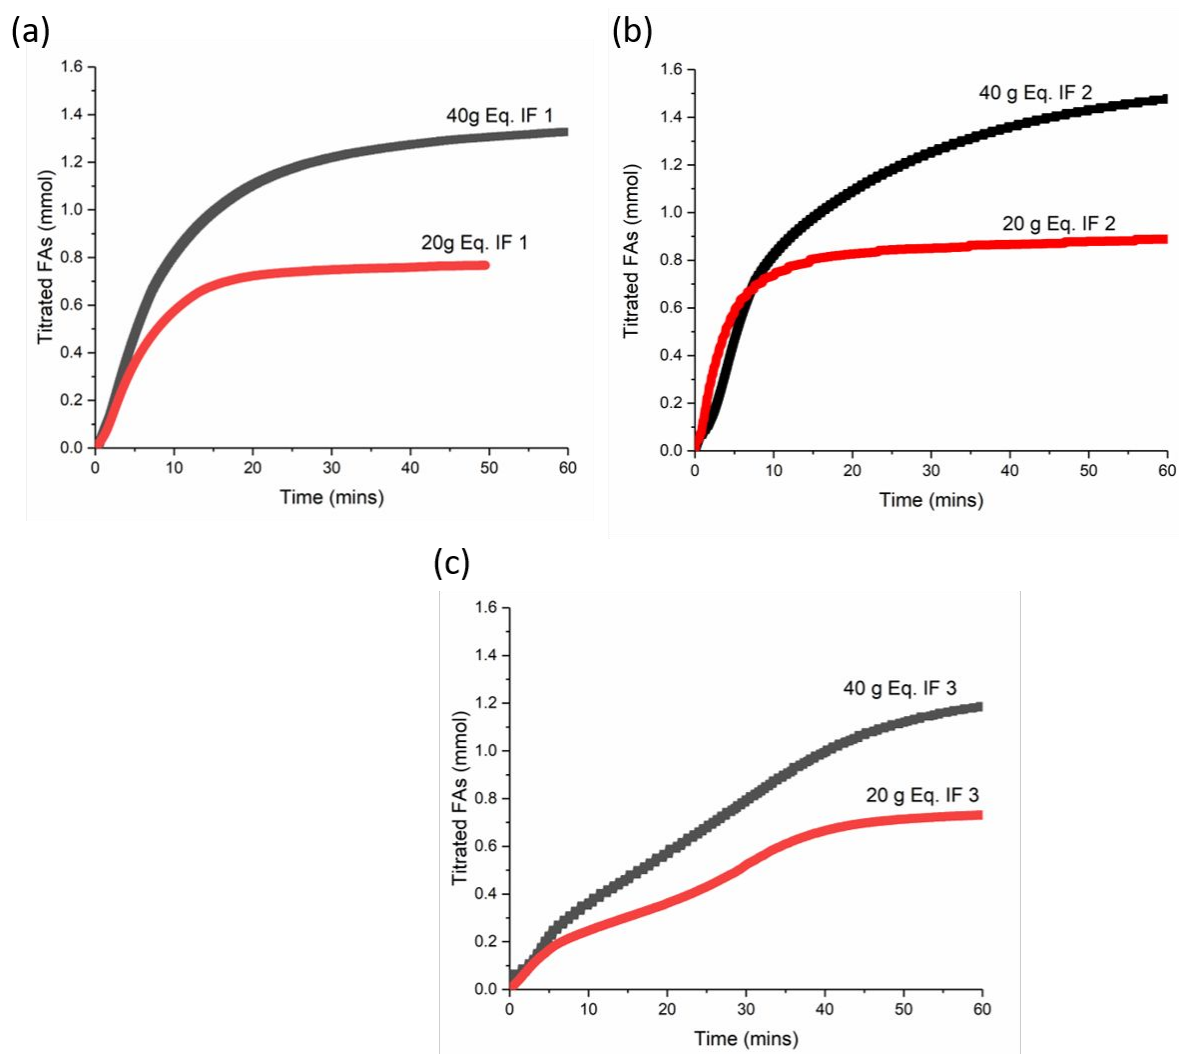 (a)
1.6
1.4
1.2
1.0
0.8
0.6
0.4
0.2
0.0
Titrated FAs (mmol)
40g Eq. IF 1
20g Eq. IF 1
0 10 20 30 40 50 60
Time (mins)
(b)
1.6
1.4
1.2
1.0
0.8
0.6
0.4
0.2
0.0
Titrated FAs (mmol)
40 g Eq. IF 2
20 g Eq. IF 2
0 10 20 30 40 50 60
Time (mins)
(c)
1.6
1.4
1.2
1.0
0.8
0.6
0.4
0.2
0.0
Titrated FAs (mmol)
40 g Eq. IF 3
20 g Eq. IF 3
0 10 20 30 40 50 60
Time (mins)